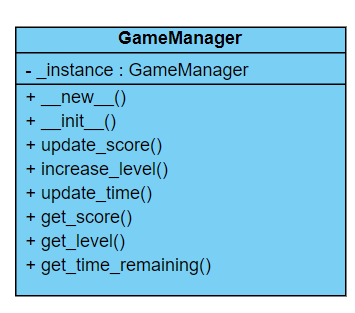 GameManager
- _instance : GameManager
+ __new__()
+ __init__()
+ update_score()
+ increase_level()
+ update_time()
+ get_score()
+ get_level()
+ get_time_remaining()